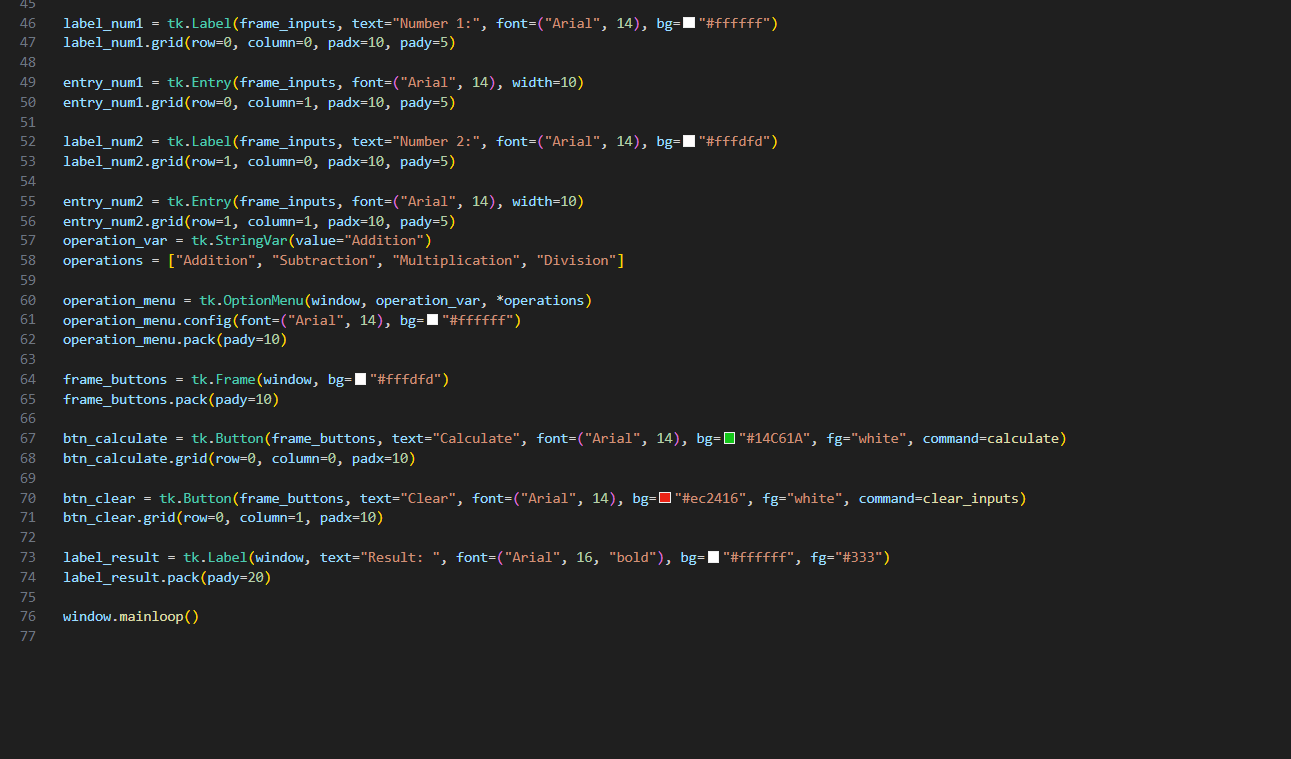 45
46 label_num1 = tk.Label(frame_inputs, text="Number 1:", font=("Arial", 14), bg="#ffffff")
47 label_num1.grid(row=0, column=0, padx=10, pady=5)
48
49 entry_num1 = tk.Entry(frame_inputs, font=("Arial", 14), width=10)
50 entry_num1.grid(row=0, column=1, padx=10, pady=5)
51
52 label_num2 = tk.Label(frame_inputs, text="Number 2:", font=("Arial", 14), bg="#fffdfd")
53 label_num2.grid(row=1, column=0, padx=10, pady=5)
54
55 entry_num2 = tk.Entry(frame_inputs, font=("Arial", 14), width=10)
56 entry_num2.grid(row=1, column=1, padx=10, pady=5)
57 operation_var = tk.StringVar(value="Addition")
58 operations = ["Addition", "Subtraction", "Multiplication", "Division"]
59
60 operation_menu = tk.OptionMenu(window, operation_var, *operations)
61 operation_menu.config(font=("Arial", 14), bg="#ffffff")
62 operation_menu.pack(pady=10)
63
64 frame_buttons = tk.Frame(window, bg="#fffdfd")
65 frame_buttons.pack(pady=10)
66
67 btn_calculate = tk.Button(frame_buttons, text="Calculate", font=("Arial", 14), bg="#14C61A", fg="white", command=calculate)
68 btn_calculate.grid(row=0, column=0, padx=10)
69
70 btn_clear = tk.Button(frame_buttons, text="Clear", font=("Arial", 14), bg="#ec2416", fg="white", command=clear_inputs)
71 btn_clear.grid(row=0, column=1, padx=10)
72
73 label_result = tk.Label(window, text="Result: ", font=("Arial", 16, "bold"), bg="#ffffff", fg="#333")
74 label_result.pack(pady=20)
75
76 window.mainloop()
77